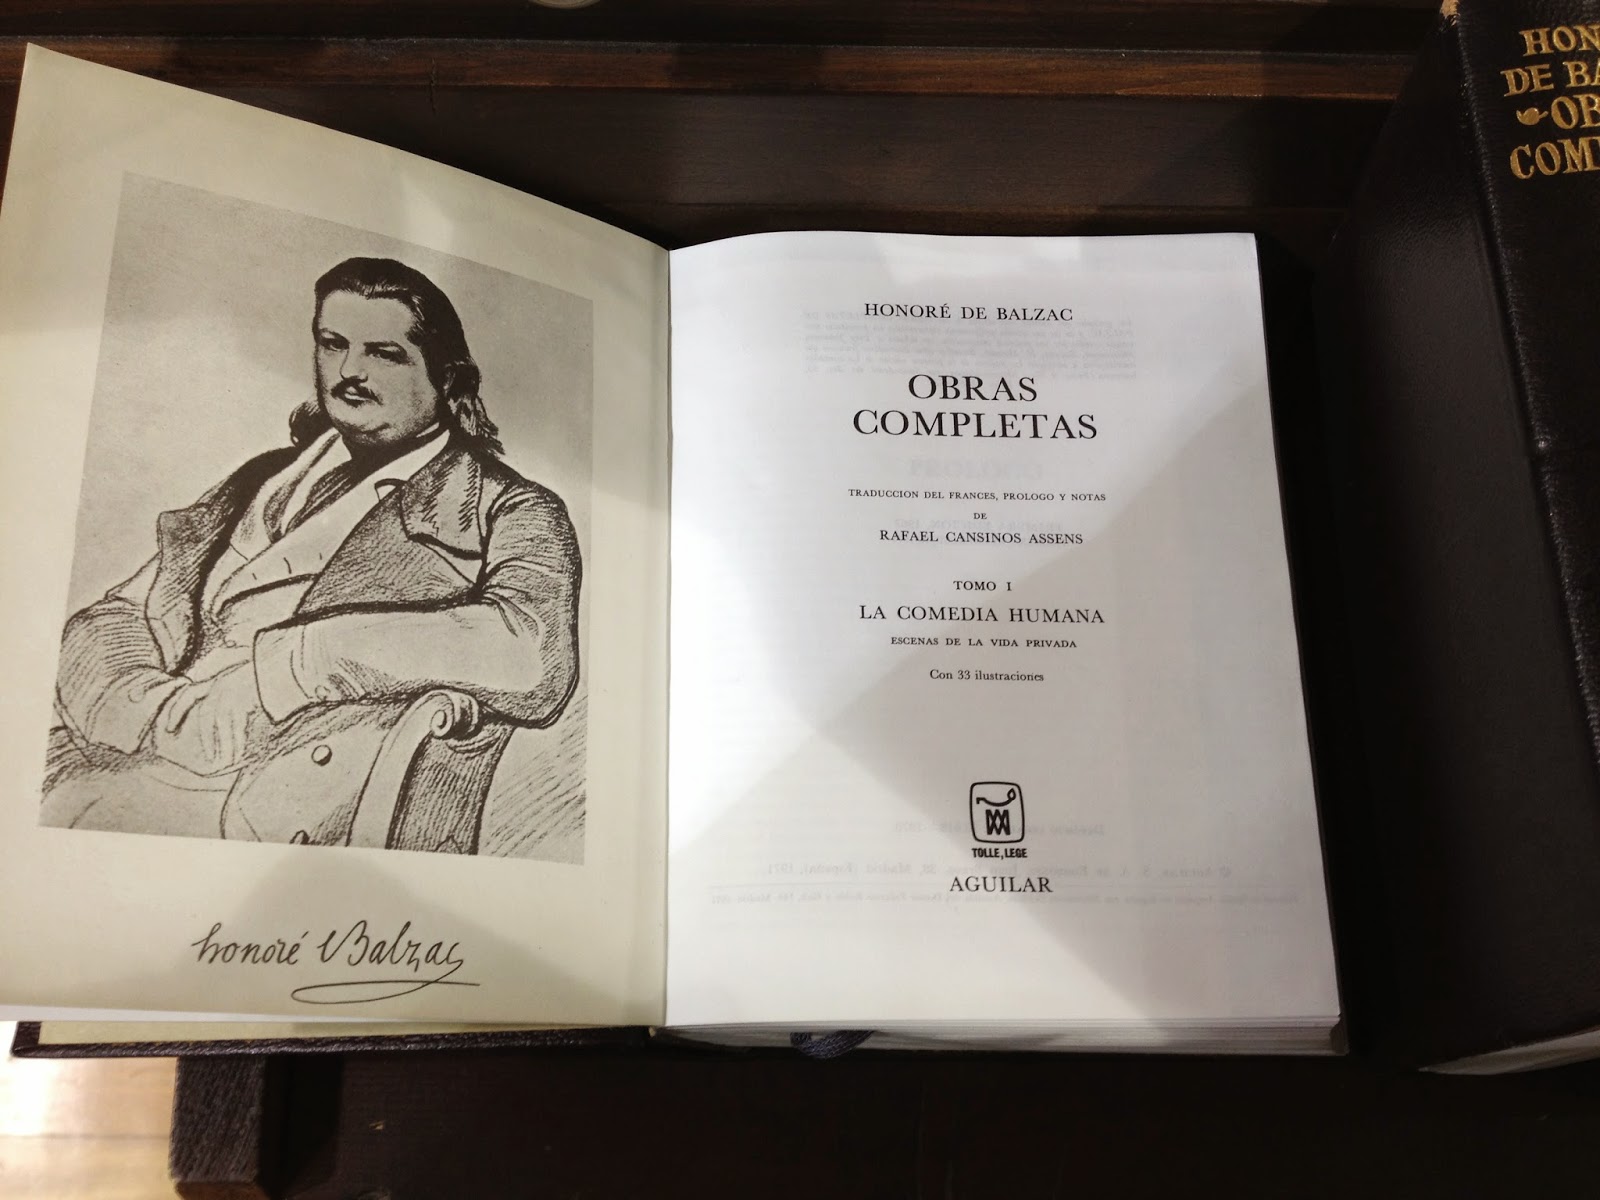 honoré de Balzac
HONORÉ DE BALZAC
OBRAS
COMPLETAS
TRADUCCION DEL FRANCES, PROLOGO Y NOTAS
DE
RAFAEL CANSINOS ASSENS
TOMO I
LA COMEDIA HUMANA
ESCENAS DE LA VIDA PRIVADA
Con 33 ilustraciones
TOLLE, LEGE
AGUILAR
HON
DE BA
OB
COM